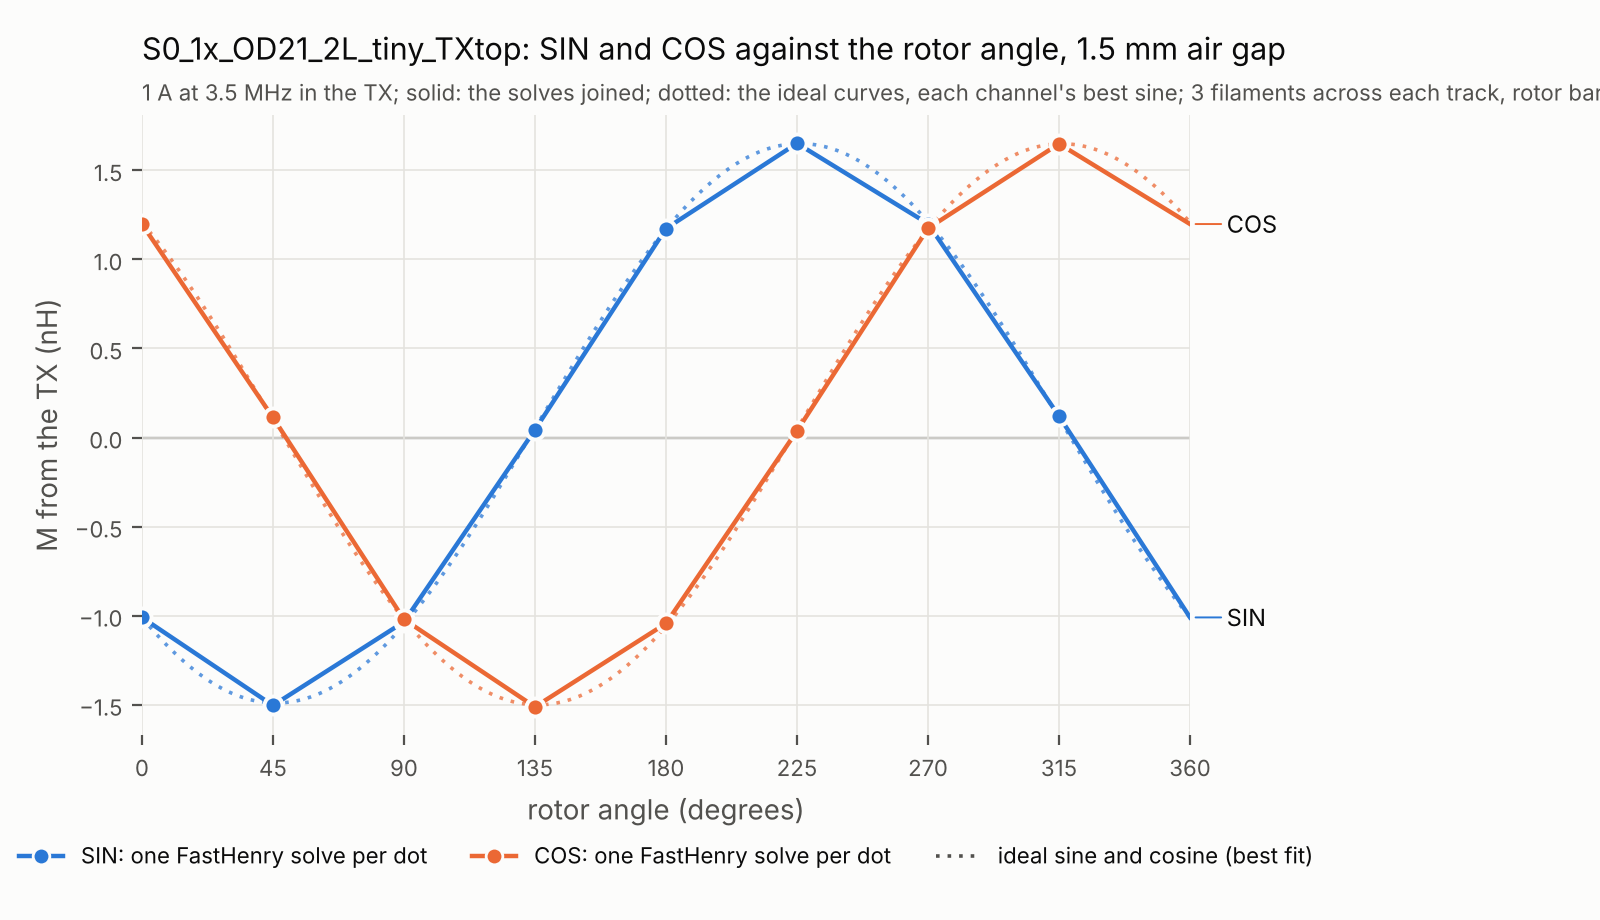 S0_1x_OD21_2L_tiny_TXtop: SIN and COS against the rotor angle, 1.5 mm air gap
1 A at 3.5 MHz in the TX; solid: the solves joined; dotted: the ideal curves, each channel's best sine; 3 filaments across each track, rotor
1.5
1.0
0.5
0.0
−0.5
−1.0
−1.5
M from the TX (nH)
COS
SIN
0 45 90 135 180 225 270 315 360
rotor angle (degrees)
SIN: one FastHenry solve per dot COS: one FastHenry solve per dot ideal sine and cosine (best fit)